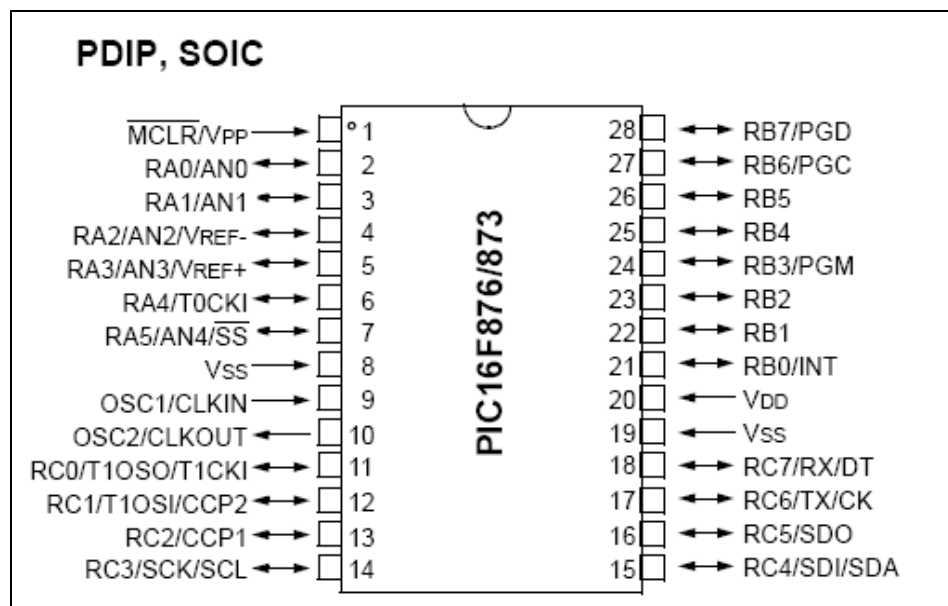 PDIP, SOIC
MCLR/VPP
RA0/AN0
RA1/AN1
RA2/AN2/VREF-
RA3/AN3/VREF+
RA4/T0CKI
RA5/AN4/SS
VSS
OSC1/CLKIN
OSC2/CLKOUT
RC0/T1OSO/T1CKI
RC1/T1OSI/CCP2
RC2/CCP1
RC3/SCK/SCL
1
2
3
4
5
6
7
8
9
10
11
12
13
14
PIC16F876/873
28
27
26
25
24
23
22
21
20
19
18
17
16
15
RB7/PGD
RB6/PGC
RB5
RB4
RB3/PGM
RB2
RB1
RB0/INT
VDD
VSS
RC7/RX/DT
RC6/TX/CK
RC5/SDO
RC4/SDI/SDA